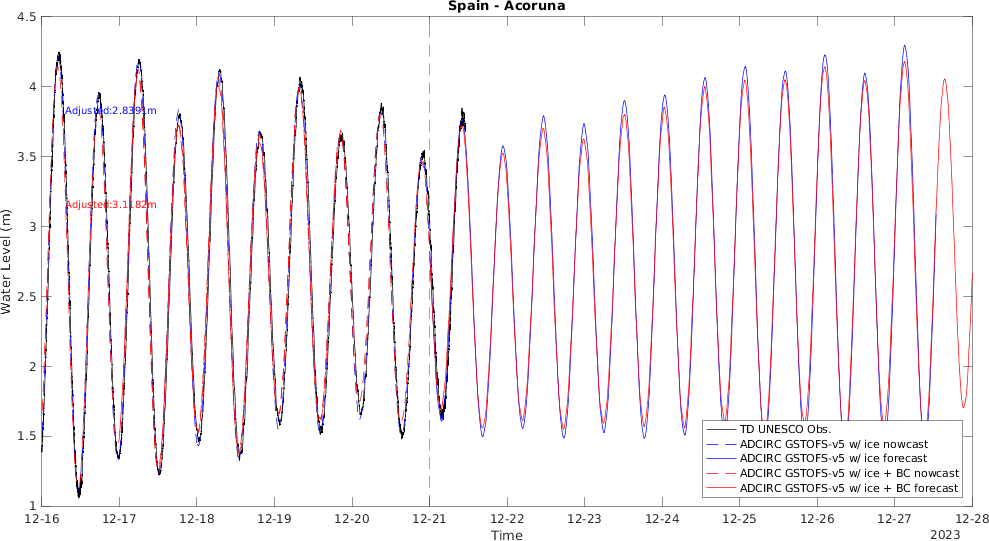 Spain - Acoruna
4.5
4
3.5
3
2.5
2
1.5
1
Water Level (m)
Adjusted:2.8391m
Adjusted:3.1182m
TD UNESCO Obs.
ADCIRC GSTOFS-v5 w/ ice nowcast
ADCIRC GSTOFS-v5 w/ ice forecast
ADCIRC GSTOFS-v5 w/ ice + BC nowcast
ADCIRC GSTOFS-v5 w/ ice + BC forecast
12-16 12-17 12-18 12-19 12-20 12-21 12-22 12-23 12-24 12-25 12-26 12-27 12-28
Time
2023